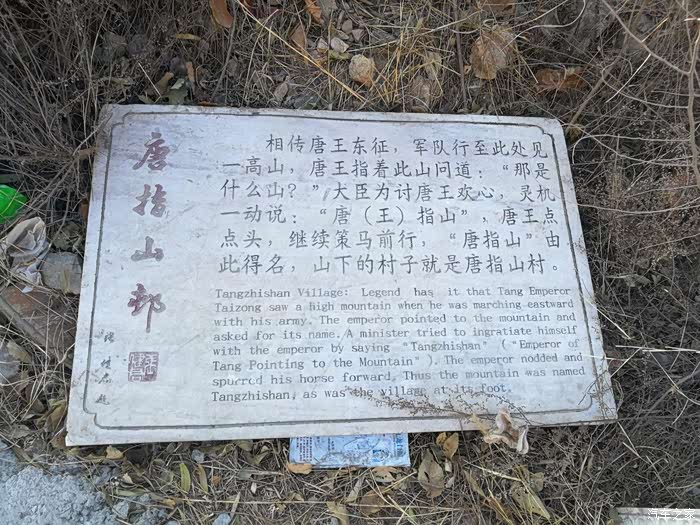 唐指山邨
相传唐王东征，军队行至此处见
一高山，唐王指着此山问道：“那是
什么山？”大臣为讨唐王欢心，灵机
一动说：“唐（王）指山”，唐王点
点头，继续策马前行，“唐指山”由
此得名，山下的村子就是唐指山村。
Tangzhishan Village: Legend has it that Tang Emperor
Taizong saw a high mountain when he was marching eastward
with his army. The emperor pointed to the mountain and
asked for its name. A minister tried to ingratiate himself
with the emperor by saying "Tangzhishan" ("Emperor of
Tang Pointing to the Mountain"). The emperor nodded and
spurred his horse forward. Thus the mountain was named
Tangzhishan, as was the village at its foot.
汽车之家